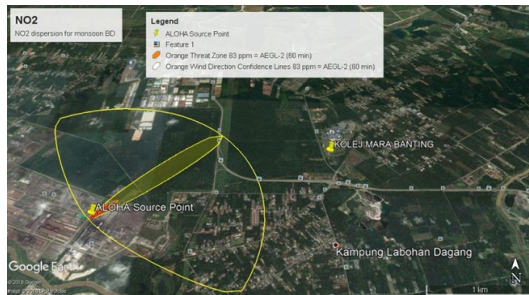 NO2
NO2 dispersion for monsoon BD
Legend
ALOHA Source Point
Feature 1
Orange Threat Zone 83 ppm = AEGL-2 (60 min)
Orange Wind Direction Confidence Lines 83 ppm = AEGL-2 (60 min)
KOLEJ MARA BANTING
ALOHA Source Point
Kampung Labohan Dagang
Google Earth
N
1 km